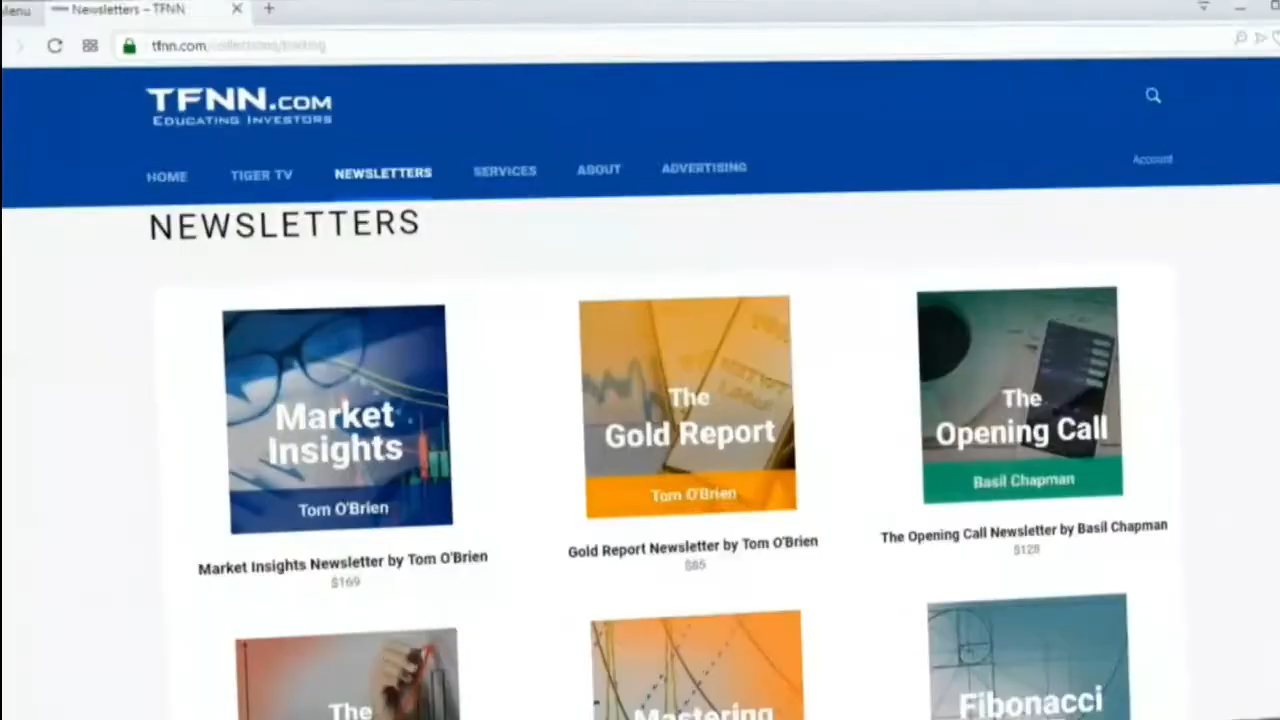 Menu
Newsletters – TFNN
tfnn.com
TFNN.COM
EDUCATING INVESTORS
HOME
TIGER TV
NEWSLETTERS
SERVICES
ABOUT
ADVERTISING
Account
NEWSLETTERS
Market
Insights
Tom O'Brien
Market Insights Newsletter by Tom O'Brien
$169
The
Gold Report
Tom O'Brien
Gold Report Newsletter by Tom O'Brien
The
Opening Call
Basil Chapman
The Opening Call Newsletter by Basil Chapman
$128
The
Mastering
Fibonacci